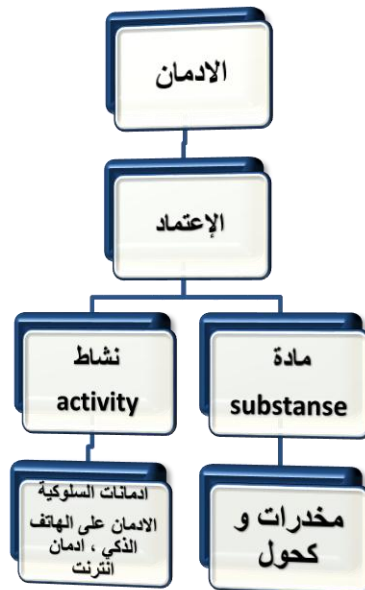 الادمان
الإعتماد
مادة
substanse
نشاط
activity
مخدرات و
كحول
ادمانات السلوكية
الادمان على الهاتف
الذكي ، ادمان
انترنت